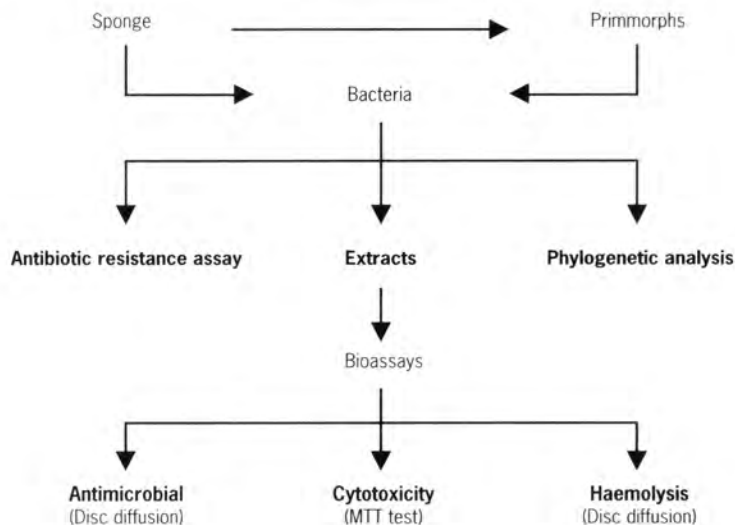 Sponge
Primmorphs
Bacteria
Antibiotic resistance assay
Extracts
Phylogenetic analysis
Bioassays
Antimicrobial
(Disc diffusion)
Cytotoxicity
(MTT test)
Haemolysis
(Disc diffusion)